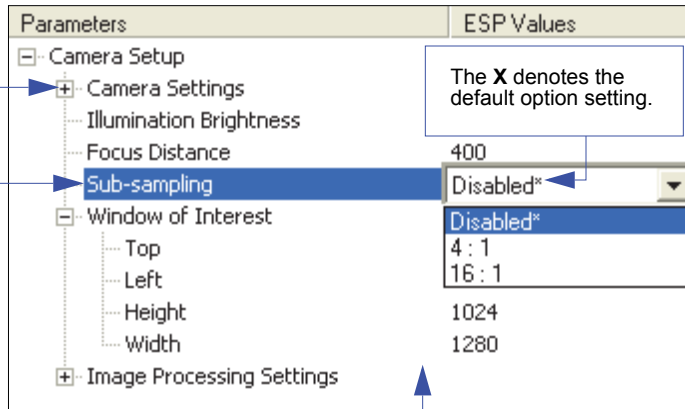 Parameters ESP Values
Camera Setup
Camera Settings
The X denotes the
default option setting.
Illumination Brightness
Focus Distance 400
Sub-sampling Disabled*
Window of Interest Disabled*
Top 4 : 1
Left 16 : 1
Height 1024
Width 1280
Image Processing Settings